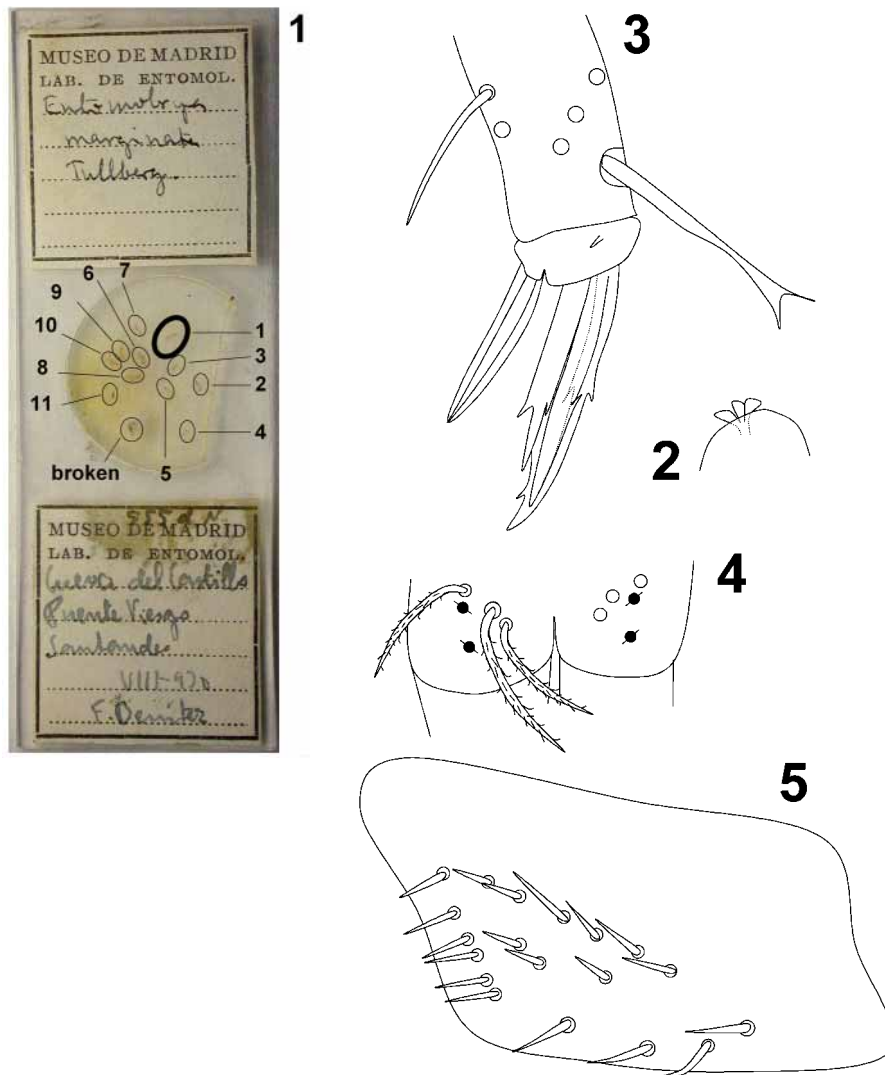 1
MUSEO DE MADRID
LAB. DE ENTOMOL.
Entomobrya
marginata
Tullberg.
6 7
9
10
8
11
1
3
2
4
broken 5
MUSEO DE MADRID
LAB. DE ENTOMOL.
Cueva del Castillo
Puente Viesgo
Santander
VIII-920
3
2
4
5